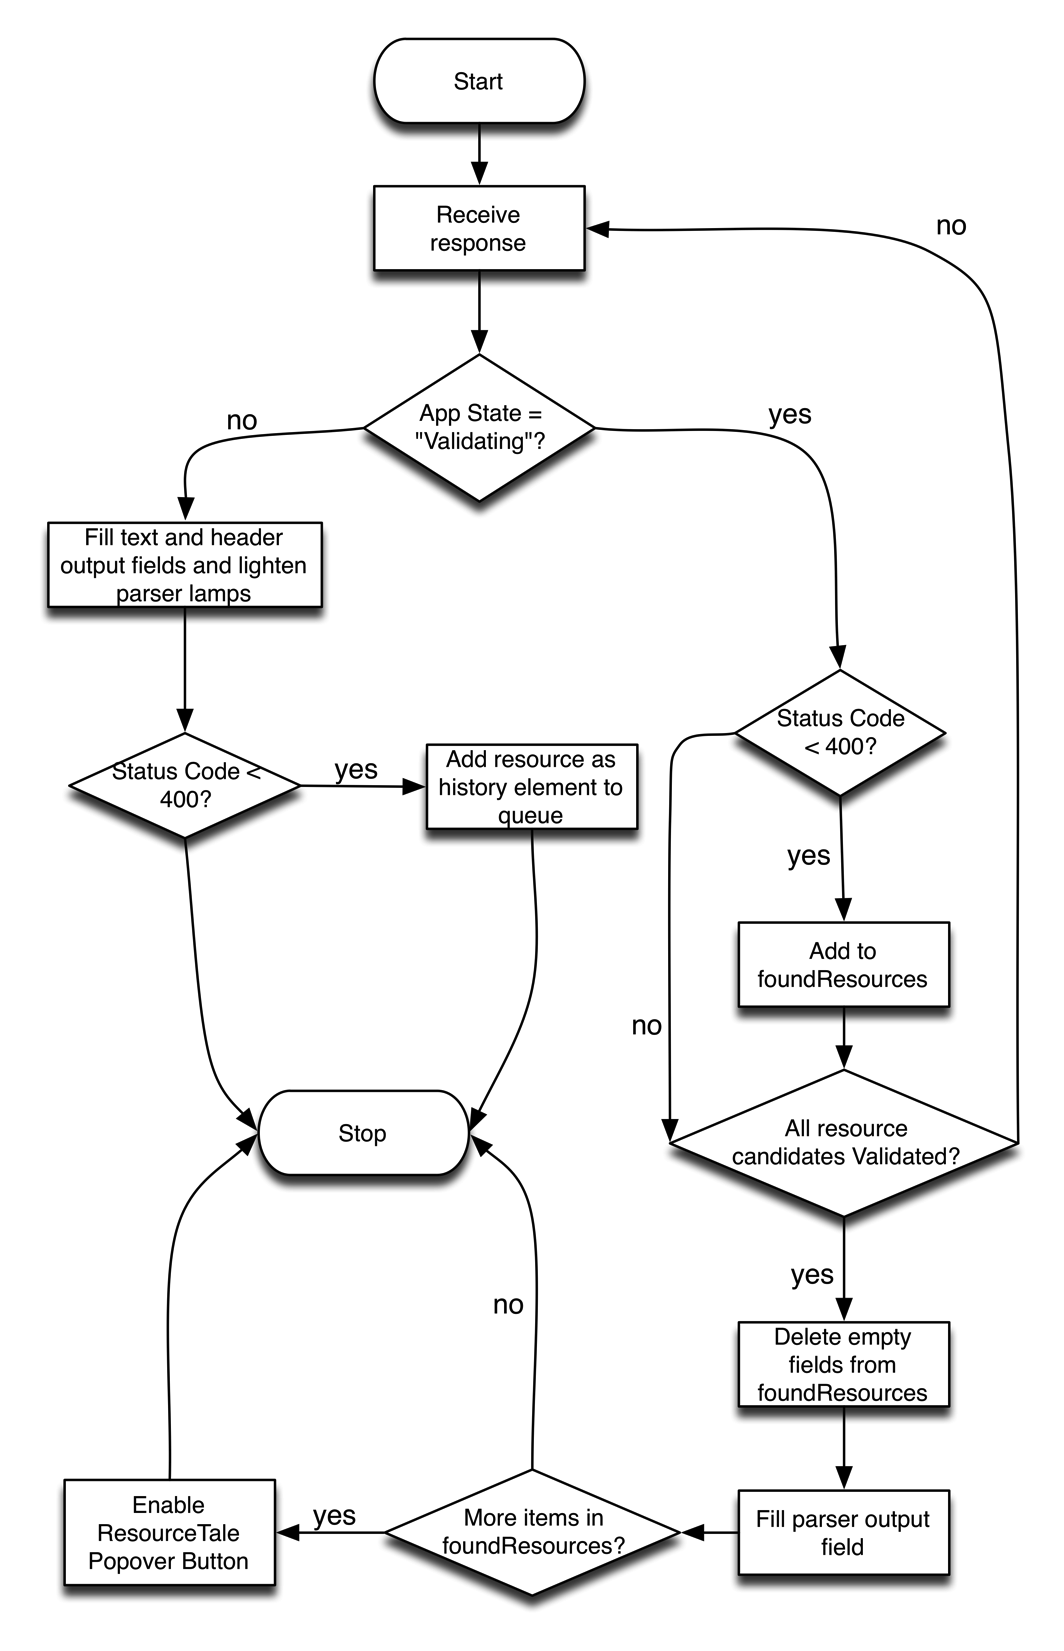 Start
Receive
response
no
App State =
"Validating"?
no
yes
Fill text and header
output fields and lighten
parser lamps
Status Code
< 400?
Status Code <
400?
yes
Add resource as
history element to
queue
yes
Add to
foundResources
no
Stop
All resource
candidates Validated?
yes
no
Delete empty
fields from
foundResources
Enable
ResourceTale
Popover Button
yes
More items in
foundResources?
Fill parser output
field